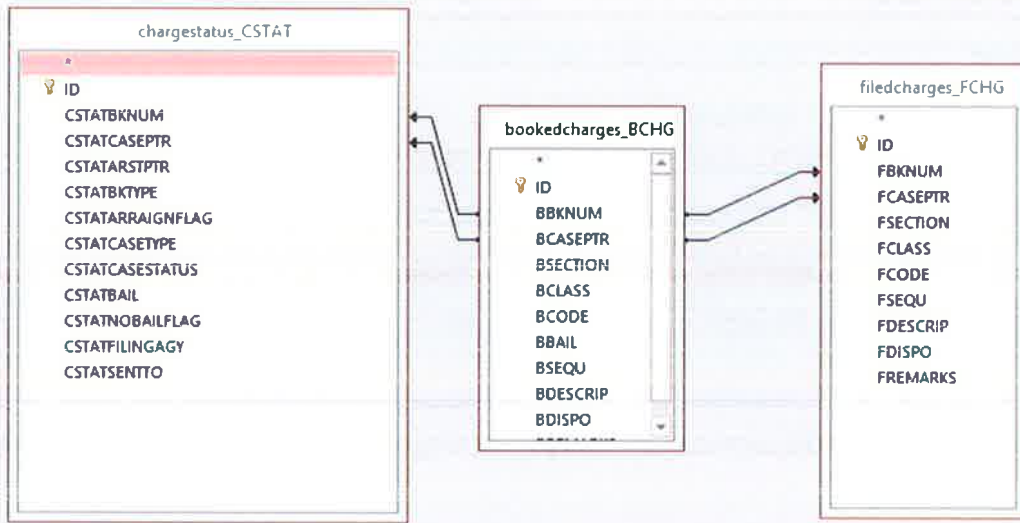 chargestatus_CSTAT
*
ID
CSTATBKNUM
CSTATCASEPTR
CSTATARSTPTR
CSTATBKTYPE
CSTATARRAIGNFLAG
CSTATCASETYPE
CSTATCASESTATUS
CSTATBAIL
CSTATNOBAILFLAG
CSTATFILINGAGY
CSTATSENTTO
bookedcharges_BCHG
*
ID
BBKNUM
BCASEPTR
BSECTION
BCLASS
BCODE
BBAIL
BSEQU
BDESCRIP
BDISPO
filedcharges_FCHG
*
ID
FBKNUM
FCASEPTR
FSECTION
FCLASS
FCODE
FSEQU
FDESCRIP
FDISPO
FREMARKS